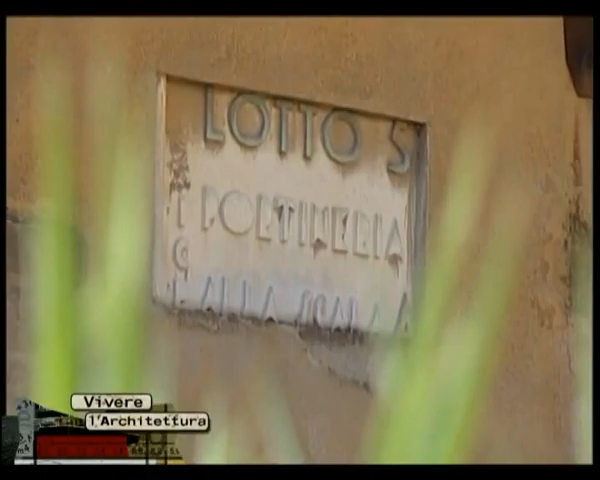 LOTTO S
PORTINERIA
ALLA SCALA A
Vivere
l'Architettura